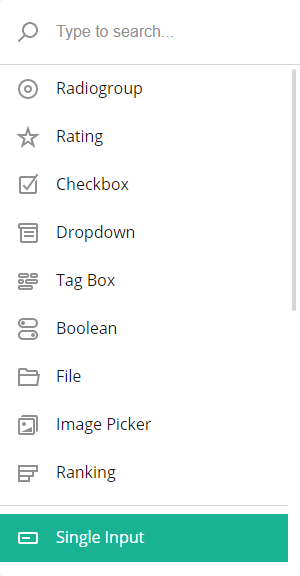 Type to search...
Radiogroup
Rating
Checkbox
Dropdown
Tag Box
Boolean
File
Image Picker
Ranking
Single Input